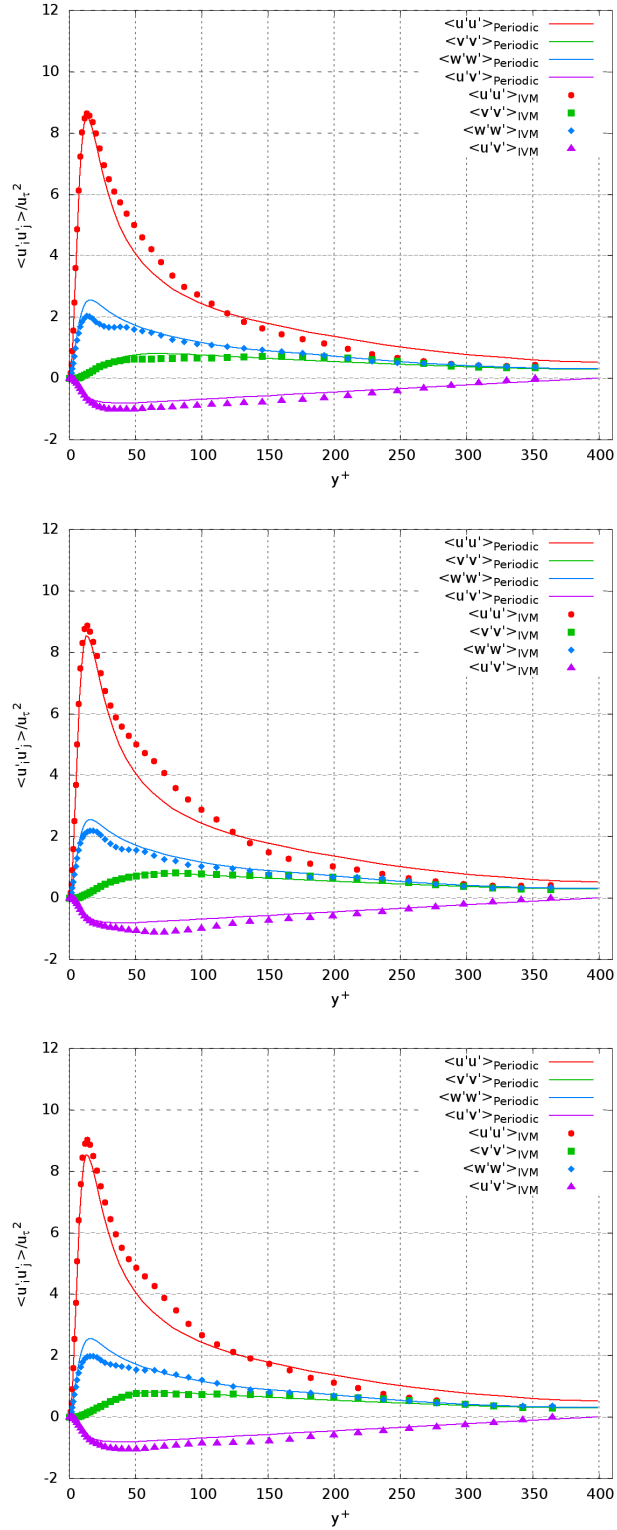 12
10
8
6
4
2
0
-2
<u'iu'j>/uτ²
<u'u'>Periodic
<v'v'>Periodic
<w'w'>Periodic
<u'v'>Periodic
<u'u'>IVM
<v'v'>IVM
<w'w'>IVM
<u'v'>IVM
0 50 100 150 200 250 300 350 400
y+
12
10
8
6
4
2
0
-2
<u'iu'j>/uτ²
<u'u'>Periodic
<v'v'>Periodic
<w'w'>Periodic
<u'v'>Periodic
<u'u'>IVM
<v'v'>IVM
<w'w'>IVM
<u'v'>IVM
0 50 100 150 200 250 300 350 400
y+
12
10
8
6
4
2
0
-2
<u'iu'j>/uτ²
<u'u'>Periodic
<v'v'>Periodic
<w'w'>Periodic
<u'v'>Periodic
<u'u'>IVM
<v'v'>IVM
<w'w'>IVM
<u'v'>IVM
0 50 100 150 200 250 300 350 400
y+